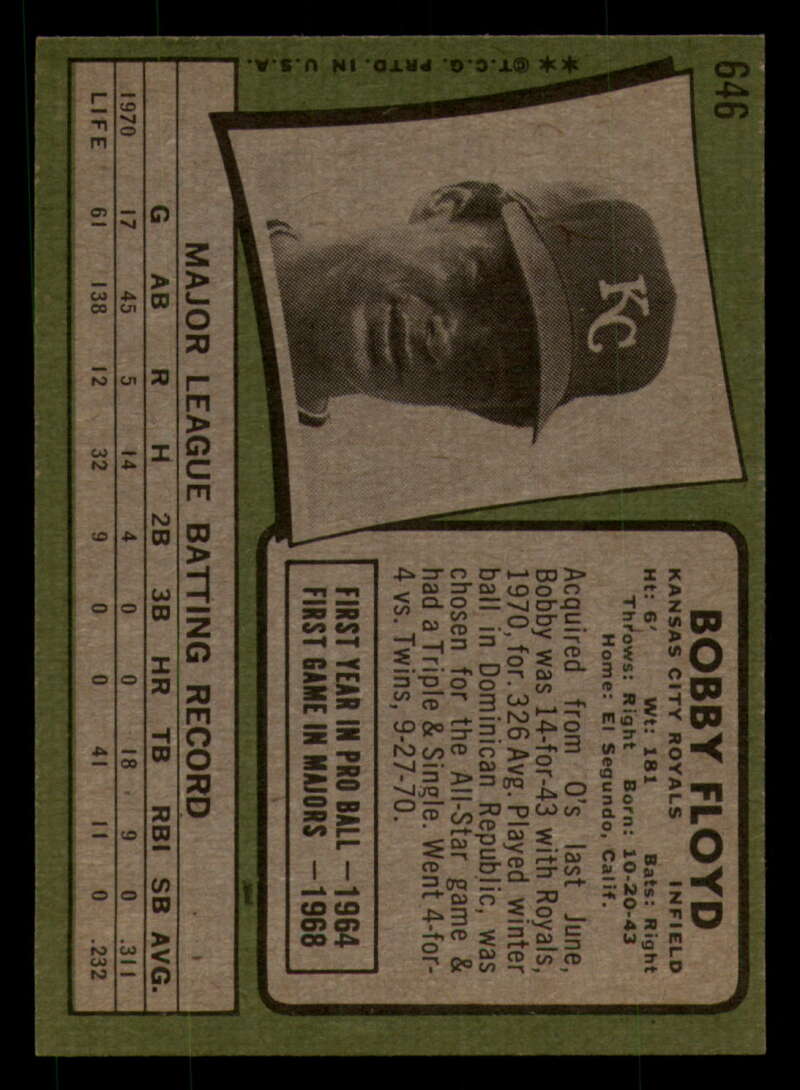 646
BOBBY FLOYD
KANSAS CITY ROYALS INFIELD
Ht: 6' Wt: 181 Bats: Right
Throws: Right Born: 10-20-43
Home: El Segundo, Calif.
Acquired from O's last June,
Bobby was 14-for-43 with Royals,
1970, for .326 Avg. Played winter
ball in Dominican Republic, was
chosen for the All-Star game &
had a Triple & Single. Went 4-for-
4 vs. Twins, 9-27-70.
FIRST YEAR IN PRO BALL —1964
FIRST GAME IN MAJORS —1968
KC
**©T.C.G. PRTD. IN U.S.A.
MAJOR LEAGUE BATTING RECORD
G AB R H 2B 3B HR TB RBI SB AVG.
1970 17 45 5 14 4 0 0 18 9 0 .311
LIFE 61 138 12 32 9 0 0 41 11 0 .232